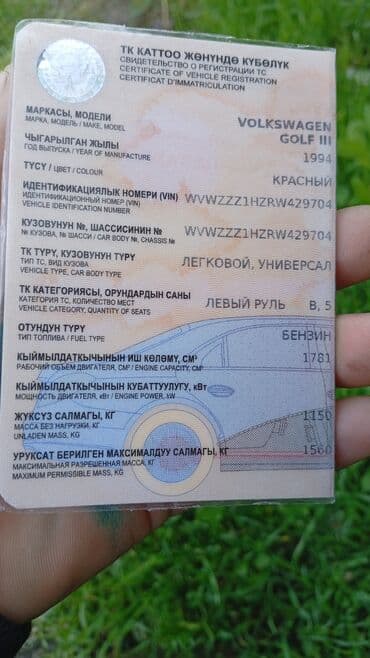 ТК КАТТОО ЖӨНҮНДӨ КҮБӨЛҮК
СВИДЕТЕЛЬСТВО О РЕГИСТРАЦИИ ТС
CERTIFICATE OF VEHICLE REGISTRATION
CERTIFICAT D'IMMATRICULATION
МАРКАСЫ, МОДЕЛИ
МАРКА, МОДЕЛЬ / MAKE, MODEL
VOLKSWAGEN
GOLF III
ЧЫГАРЫЛГАН ЖЫЛЫ
ГОД ВЫПУСКА / YEAR OF MANUFACTURE
1994
ТҮСҮ / ЦВЕТ / COLOUR
КРАСНЫЙ
ИДЕНТИФИКАЦИЯЛЫК НОМЕРИ (VIN)
ИДЕНТИФИКАЦИОННЫЙ НОМЕР (VIN)
VEHICLE IDENTIFICATION NUMBER
WVWZZZ1HZRW429704
КУЗОВУНУН №, ШАССИСИНИН №
№ КУЗОВА, № ШАССИ / CAR BODY №, CHASSIS №
WVWZZZ1HZRW429704
ТК ТҮРҮ, КУЗОВУНУН ТҮРҮ
ТИП ТС, ВИД КУЗОВА
VEHICLE TYPE, CAR BODY TYPE
ЛЕГКОВОЙ, УНИВЕРСАЛ
ТК КАТЕГОРИЯСЫ, ОРУНДАРДЫН САНЫ
КАТЕГОРИЯ ТС, КОЛИЧЕСТВО МЕСТ
VEHICLE CATEGORY, QUANTITY OF SEATS
ЛЕВЫЙ РУЛЬ B, 5
ОТУНДУН ТҮРҮ
ТИП ТОПЛИВА / FUEL TYPE
БЕНЗИН
КЫЙМЫЛДАТКЫЧЫНЫН ИШ КӨЛӨМҮ, СМ³
РАБОЧИЙ ОБЪЕМ ДВИГАТЕЛЯ, СМ³ / ENGINE CAPACITY, CM³
1781
КЫЙМЫЛДАТКЫЧЫНЫН КУБАТТУУЛУГУ, кВт
МОЩНОСТЬ ДВИГАТЕЛЯ, кВт / ENGINE POWER, kW
ЖҮКСҮЗ САЛМАГЫ, КГ
МАССА БЕЗ НАГРУЗКИ, КГ
UNLADEN MASS, KG
1150
УРУКСАТ БЕРИЛГЕН МАКСИМАЛДУУ САЛМАГЫ, КГ
МАКСИМАЛЬНАЯ РАЗРЕШЕННАЯ МАССА, КГ
MAXIMUM PERMISSIBLE MASS, KG
1560